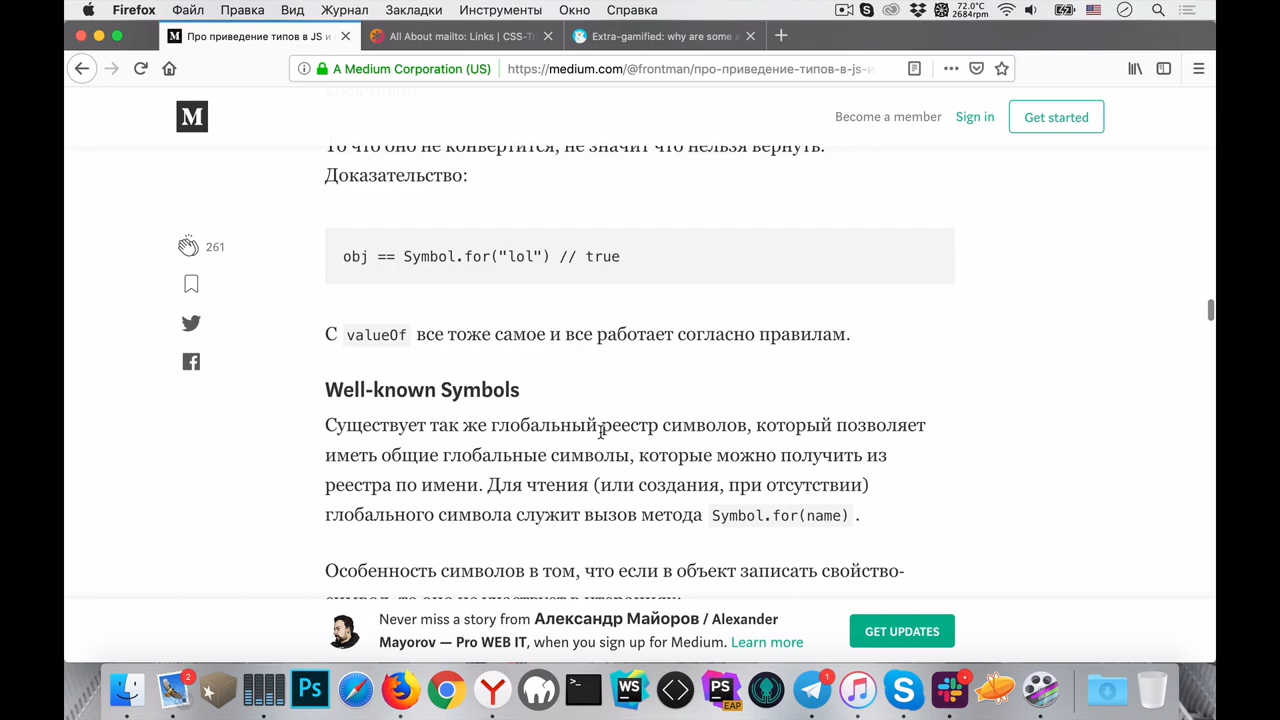 Firefox Файл Правка Вид Журнал Закладки Инструменты Окно Справка
72.0°C
2684rpm
Про приведение типов в JS и
All About mailto: Links | CSS-Tr
Extra-gamified: why are some a
A Medium Corporation (US)
https://medium.com/@frontman/про-приведение-типов-в-js-и
M
Become a member
Sign in
Get started
То что оно не конвертится, не значит что нельзя вернуть.
Доказательство:
261
obj == Symbol.for("lol") // true
С valueOf все тоже самое и все работает согласно правилам.
Well-known Symbols
Существует так же глобальный реестр символов, который позволяет
иметь общие глобальные символы, которые можно получить из
реестра по имени. Для чтения (или создания, при отсутствии)
глобального символа служит вызов метода Symbol.for(name) .
Особенность символов в том, что если в объект записать свойство-
Never miss a story from Александр Майоров / Alexander
Mayorov — Pro WEB IT, when you sign up for Medium. Learn more
GET UPDATES
2
Ps
WS
PS
EAP
1